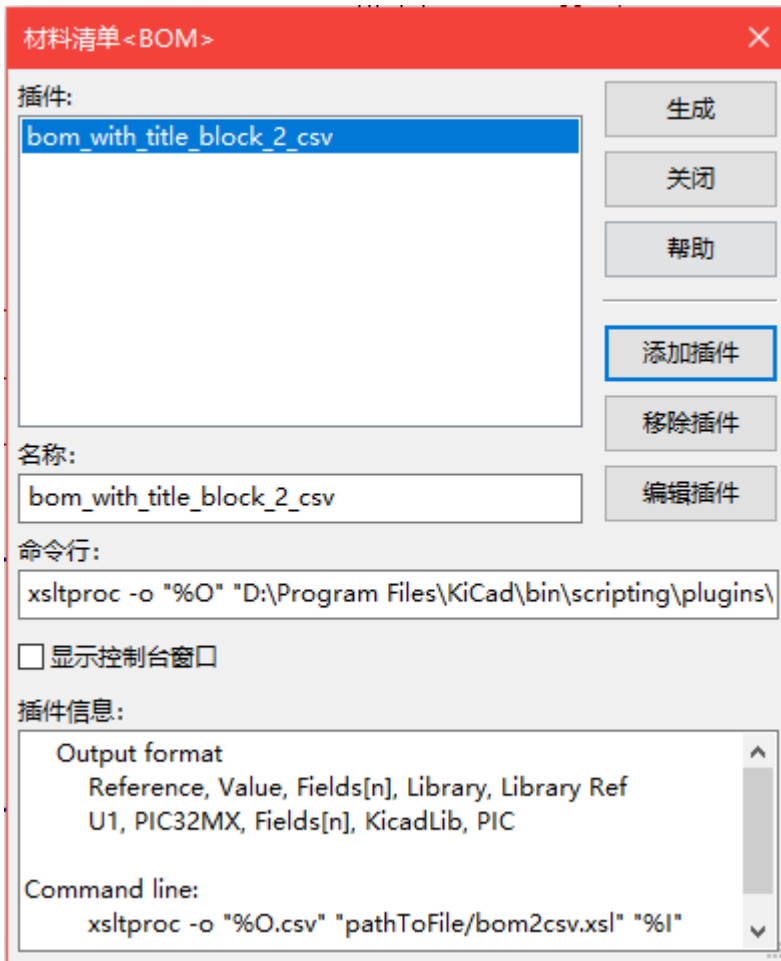 材料清单<BOM>
插件:
bom_with_title_block_2_csv
生成
关闭
帮助
添加插件
移除插件
编辑插件
名称:
bom_with_title_block_2_csv
命令行:
xsltproc -o "%O" "D:\Program Files\KiCad\bin\scripting\plugins\
显示控制台窗口
插件信息:
Output format
Reference, Value, Fields[n], Library, Library Ref
U1, PIC32MX, Fields[n], KicadLib, PIC
Command line:
xsltproc -o "%O.csv" "pathToFile/bom2csv.xsl" "%I"